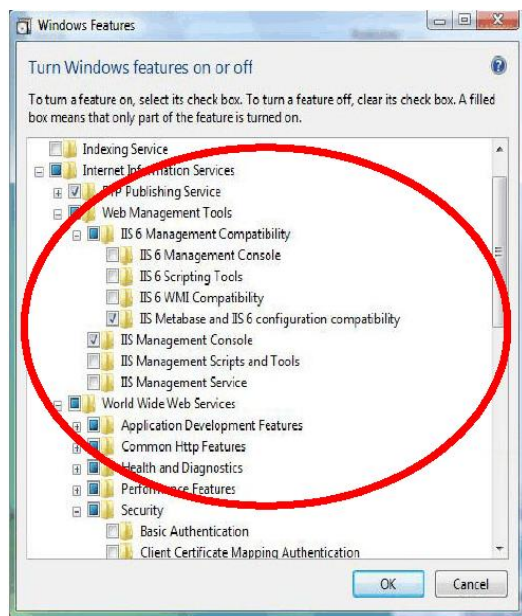 Windows Features
Turn Windows features on or off
To turn a feature on, select its check box. To turn a feature off, clear its check box. A filled
box means that only part of the feature is turned on.
Indexing Service
Internet Information Services
FTP Publishing Service
Web Management Tools
IIS 6 Management Compatibility
IIS 6 Management Console
IIS 6 Scripting Tools
IIS 6 WMI Compatibility
IIS Metabase and IIS 6 configuration compatibility
IIS Management Console
IIS Management Scripts and Tools
IIS Management Service
World Wide Web Services
Application Development Features
Common Http Features
Health and Diagnostics
Performance Features
Security
Basic Authentication
Client Certificate Mapping Authentication
OK Cancel